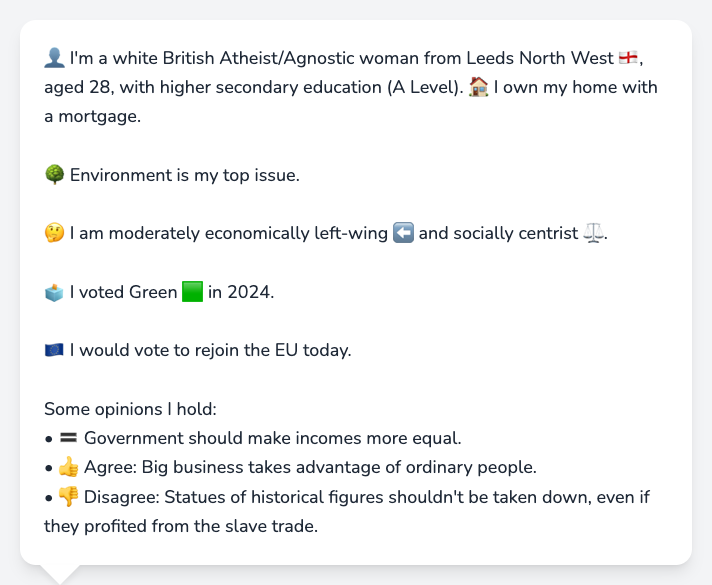 👤 I'm a white British Atheist/Agnostic woman from Leeds North West 🏴󠁧󠁢󠁥󠁮󠁧󠁿,
aged 28, with higher secondary education (A Level). 🏠 I own my home with
a mortgage.
🌳 Environment is my top issue.
🤔 I am moderately economically left-wing ⬅️ and socially centrist ⚖️.
🗳️ I voted Green 🟩 in 2024.
🇪🇺 I would vote to rejoin the EU today.
Some opinions I hold:
• 🟰 Government should make incomes more equal.
• 👍 Agree: Big business takes advantage of ordinary people.
• 👎 Disagree: Statues of historical figures shouldn't be taken down, even if
they profited from the slave trade.